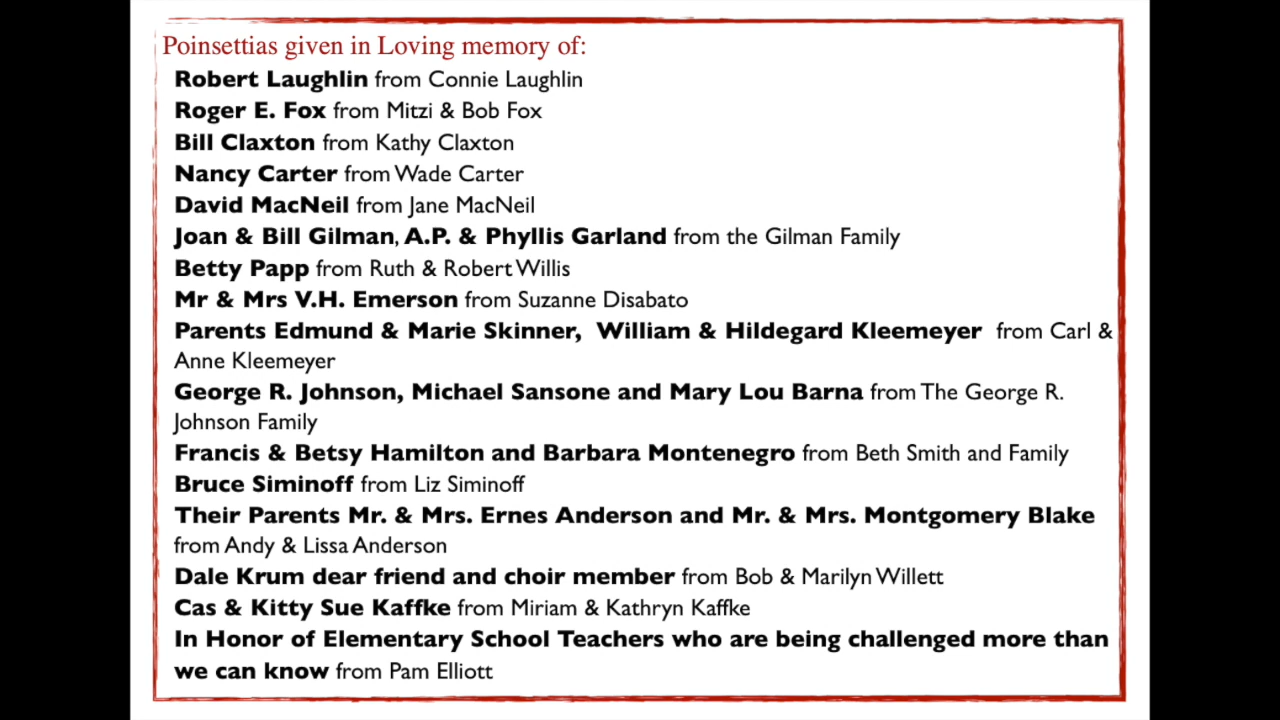 Poinsettias given in Loving memory of:
Robert Laughlin from Connie Laughlin
Roger E. Fox from Mitzi & Bob Fox
Bill Claxton from Kathy Claxton
Nancy Carter from Wade Carter
David MacNeil from Jane MacNeil
Joan & Bill Gilman, A.P. & Phyllis Garland from the Gilman Family
Betty Papp from Ruth & Robert Willis
Mr & Mrs V.H. Emerson from Suzanne Disabato
Parents Edmund & Marie Skinner, William & Hildegard Kleemeyer from Carl &
Anne Kleemeyer
George R. Johnson, Michael Sansone and Mary Lou Barna from The George R.
Johnson Family
Francis & Betsy Hamilton and Barbara Montenegro from Beth Smith and Family
Bruce Siminoff from Liz Siminoff
Their Parents Mr. & Mrs. Ernes Anderson and Mr. & Mrs. Montgomery Blake
from Andy & Lissa Anderson
Dale Krum dear friend and choir member from Bob & Marilyn Willett
Cas & Kitty Sue Kaffke from Miriam & Kathryn Kaffke
In Honor of Elementary School Teachers who are being challenged more than
we can know from Pam Elliott